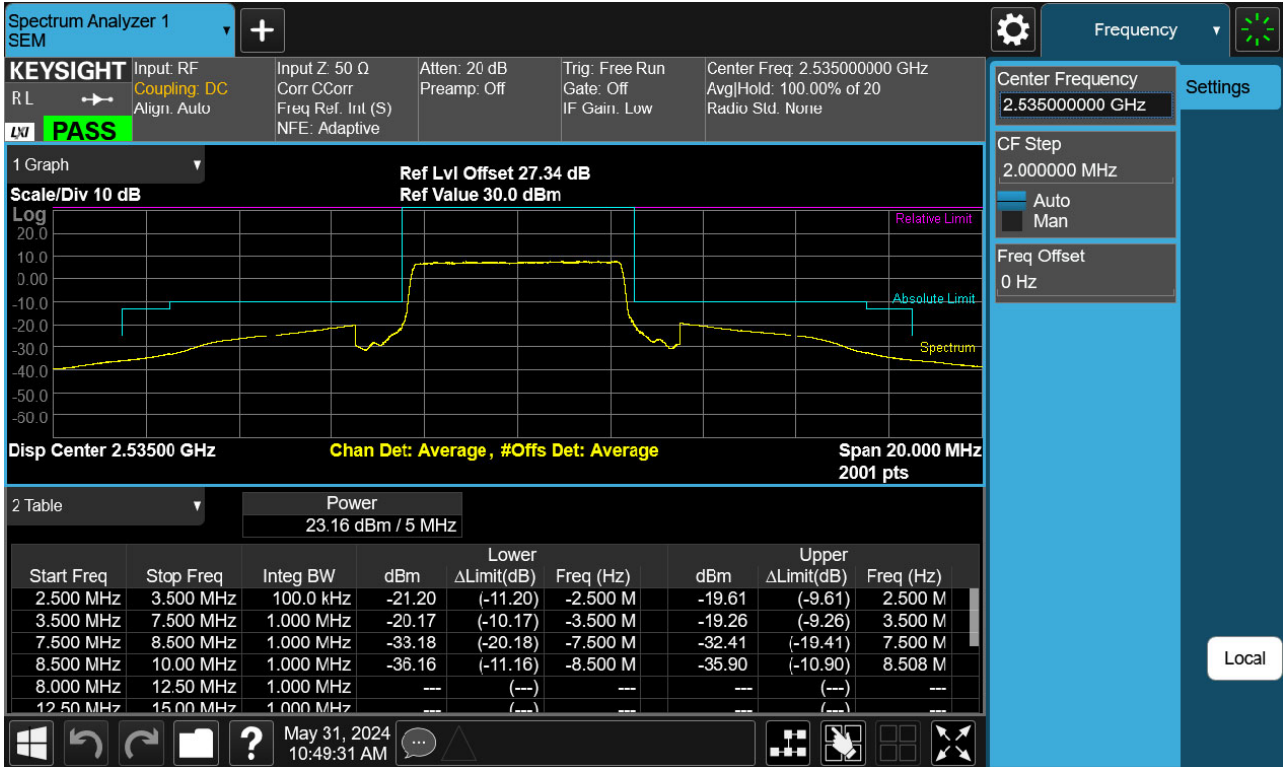 Spectrum Analyzer 1
SEM
Frequency
KEYSIGHT
R L
LXI
PASS
Input: RF
Coupling: DC
Align: Auto
Input Z: 50 Ω
Corr CCorr
Freq Ref: Int (S)
NFE: Adaptive
Atten: 20 dB
Preamp: Off
Trig: Free Run
Gate: Off
IF Gain: Low
Center Freq: 2.535000000 GHz
Avg|Hold: 100.00% of 20
Radio Std: None
Center Frequency
2.535000000 GHz
Settings
CF Step
2.000000 MHz
Auto
Man
Freq Offset
0 Hz
Local
1 Graph
Scale/Div 10 dB
Ref Lvl Offset 27.34 dB
Ref Value 30.0 dBm
Log
20.0
10.0
0.00
-10.0
-20.0
-30.0
-40.0
-50.0
-60.0
Relative Limit
Absolute Limit
Spectrum
Disp Center 2.53500 GHz
Chan Det: Average , #Offs Det: Average
Span 20.000 MHz
2001 pts
2 Table
Power
23.16 dBm / 5 MHz
Lower Upper
Start Freq Stop Freq Integ BW dBm ΔLimit(dB) Freq (Hz) dBm ΔLimit(dB) Freq (Hz)
2.500 MHz 3.500 MHz 100.0 kHz -21.20 (-11.20) -2.500 M -19.61 (-9.61) 2.500 M
3.500 MHz 7.500 MHz 1.000 MHz -20.17 (-10.17) -3.500 M -19.26 (-9.26) 3.500 M
7.500 MHz 8.500 MHz 1.000 MHz -33.18 (-20.18) -7.500 M -32.41 (-19.41) 7.500 M
8.500 MHz 10.00 MHz 1.000 MHz -36.16 (-11.16) -8.500 M -35.90 (-10.90) 8.508 M
8.000 MHz 12.50 MHz 1.000 MHz --- (---) --- --- (---) ---
12.50 MHz 15.00 MHz 1.000 MHz --- (---) --- --- (---) ---
May 31, 2024
10:49:31 AM